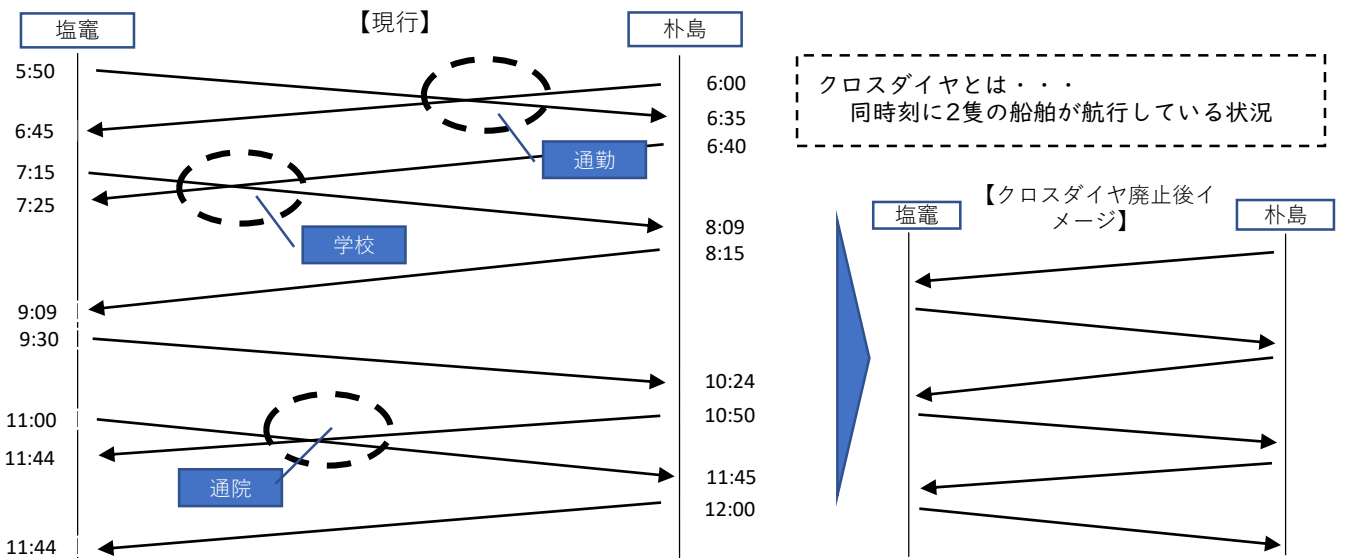 【現行】
塩竈
朴島
5:50
6:00
6:35
6:45
6:40
通勤
7:15
7:25
学校
8:09
8:15
9:09
9:30
10:24
11:00
10:50
11:44
通院
11:45
12:00
11:44
クロスダイヤとは・・・
同時刻に2隻の船舶が航行している状況
【クロスダイヤ廃止後イ
メージ】
塩竈
朴島